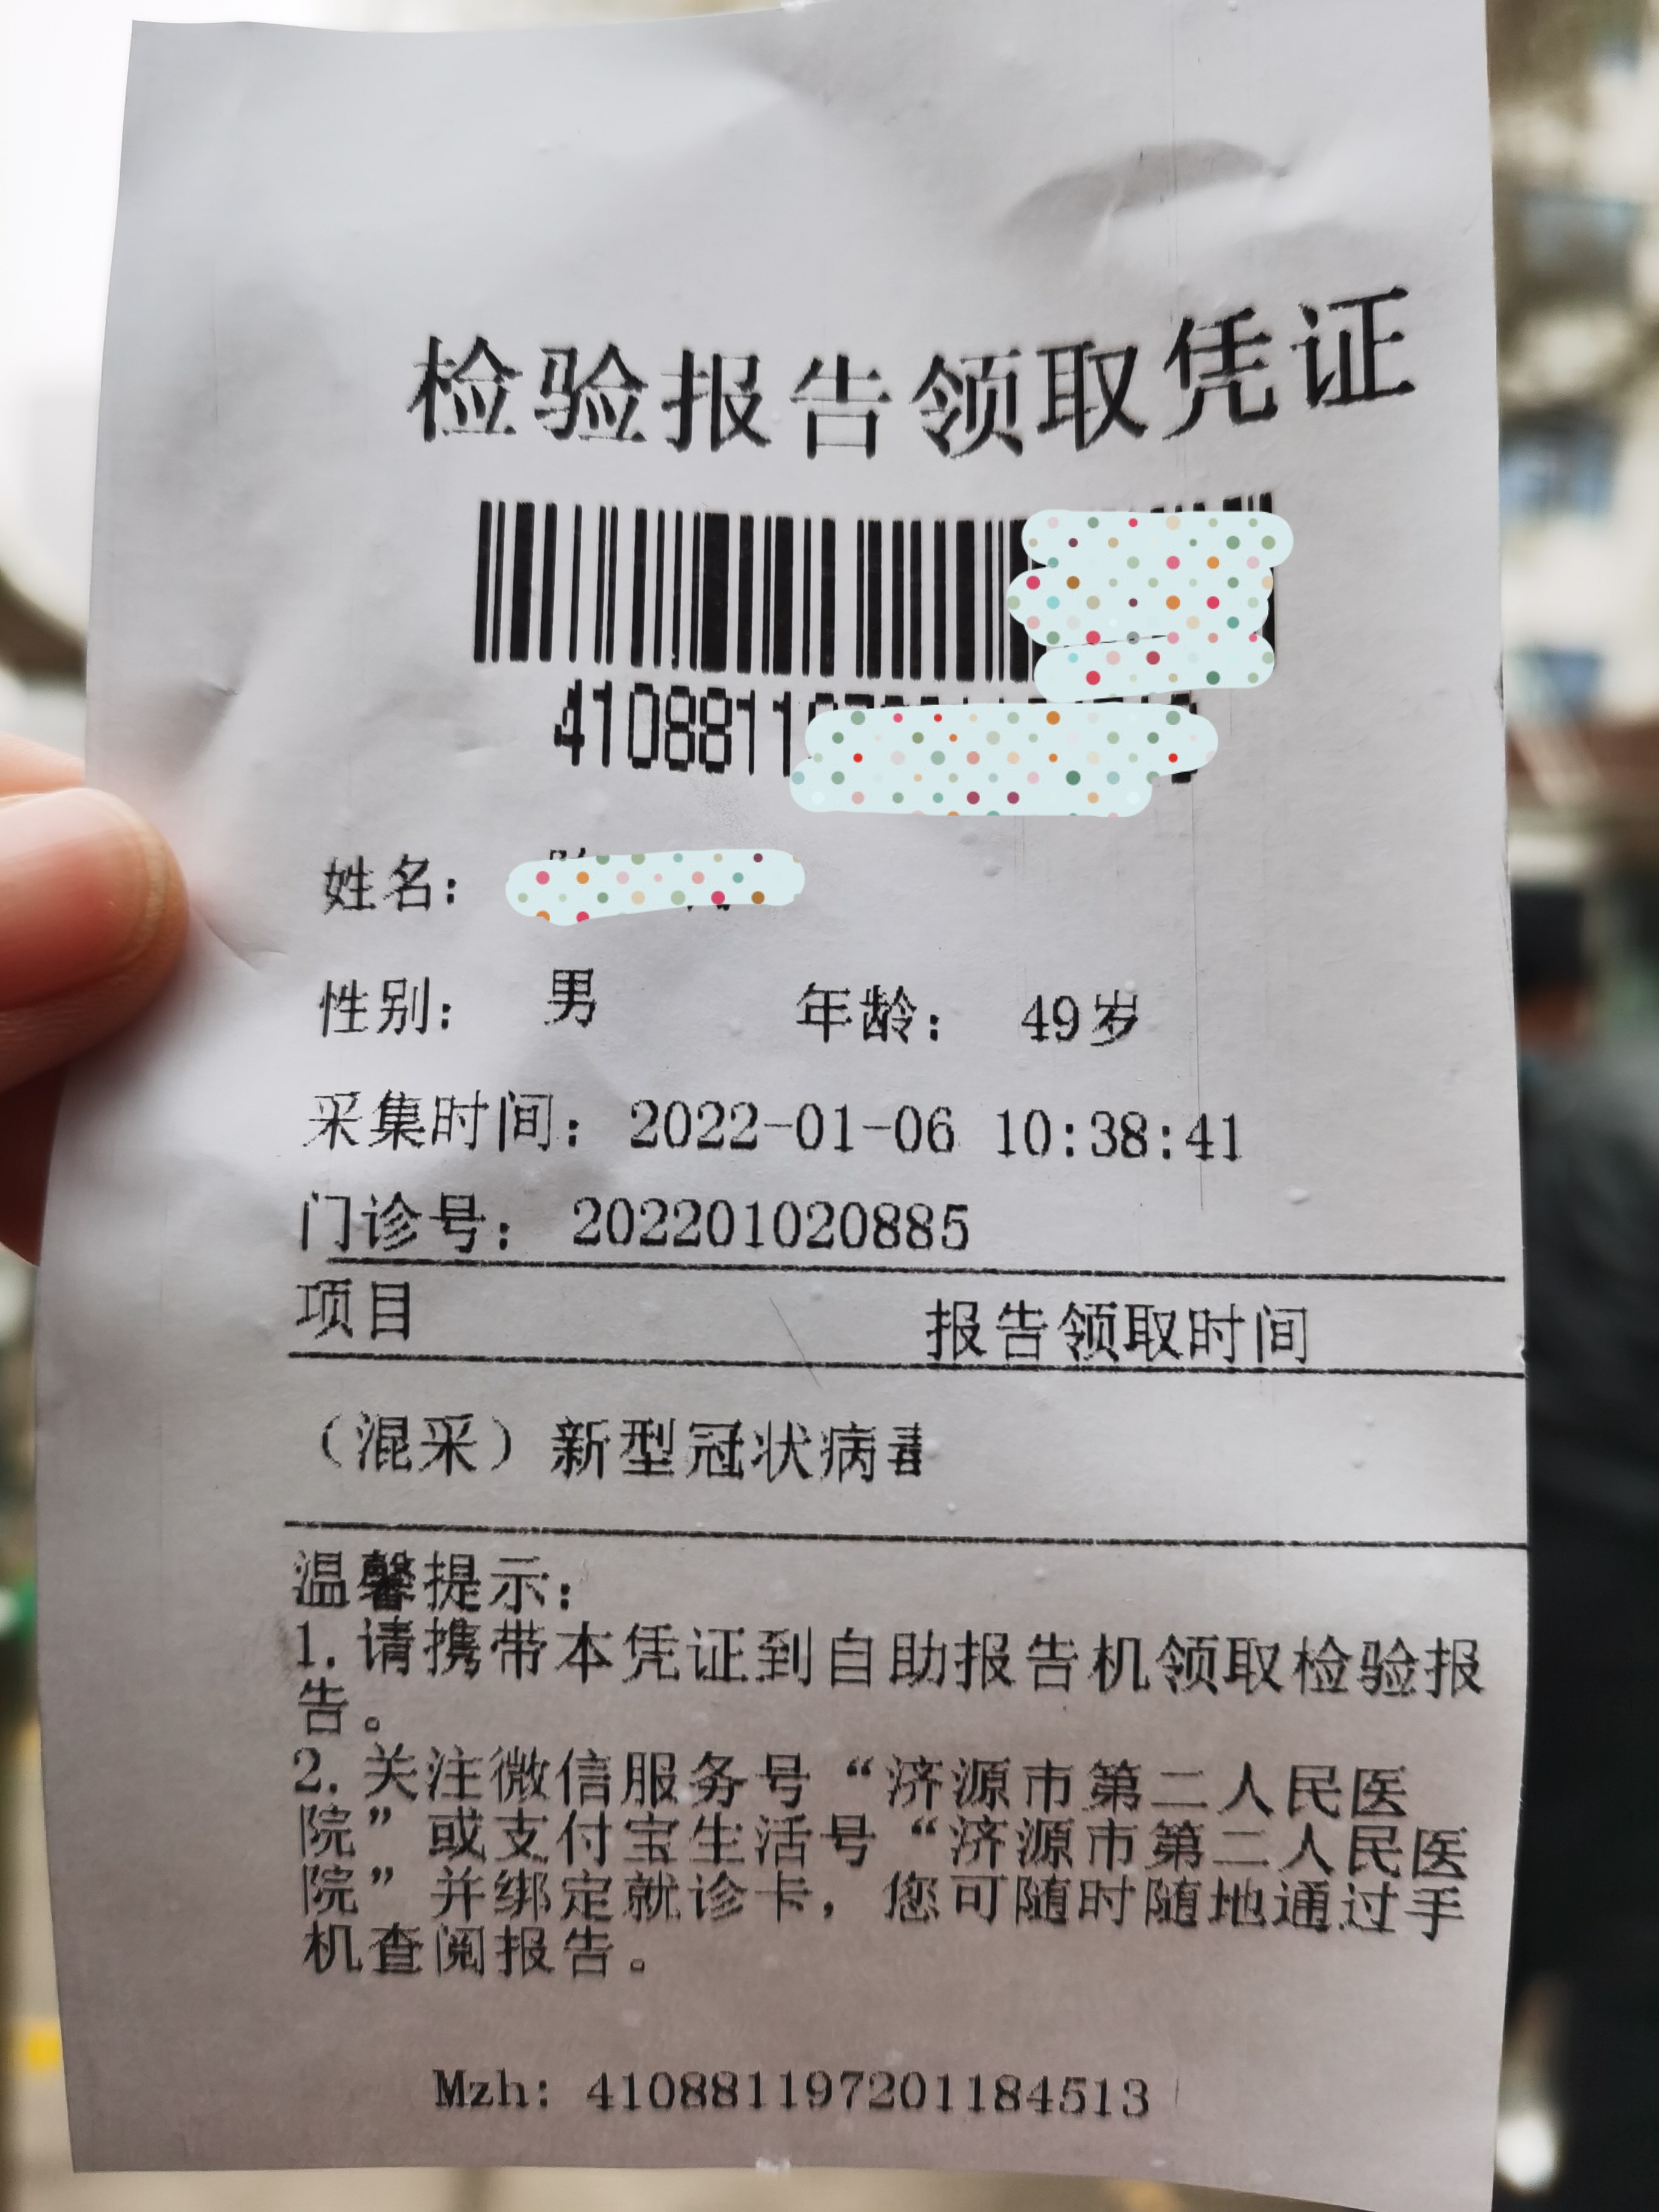 检验报告领取凭证
4108811
姓名：
性别： 男 年龄： 49岁
采集时间：2022-01-06 10:38:41
门诊号：202201020885
项目 报告领取时间
（混采）新型冠状病毒
温馨提示：
1.请携带本凭证到自助报告机领取检验报
告。
2.关注微信服务号“济源市第二人民医
院”或支付宝生活号“济源市第二人民医
院”并绑定就诊卡，您可随时随地通过手
机查阅报告。
Mzh: 410881197201184513